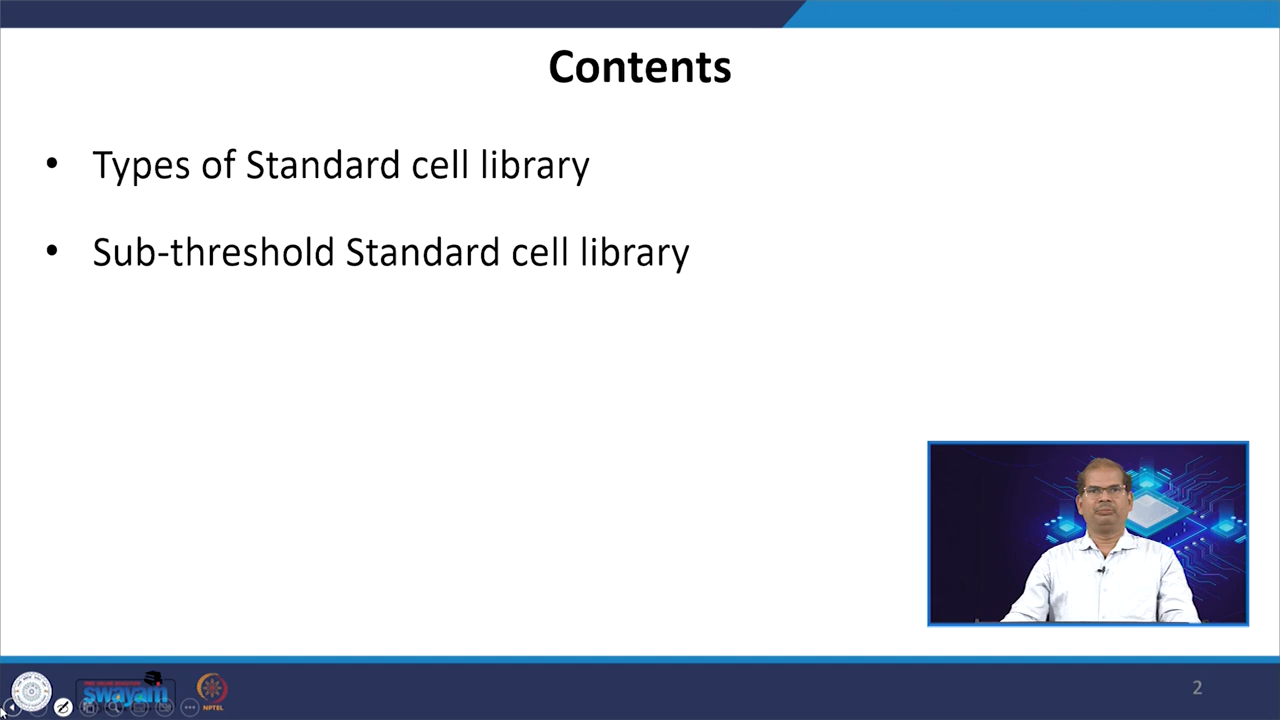 Contents
• Types of Standard cell library
• Sub-threshold Standard cell library
swayam
NPTEL
2